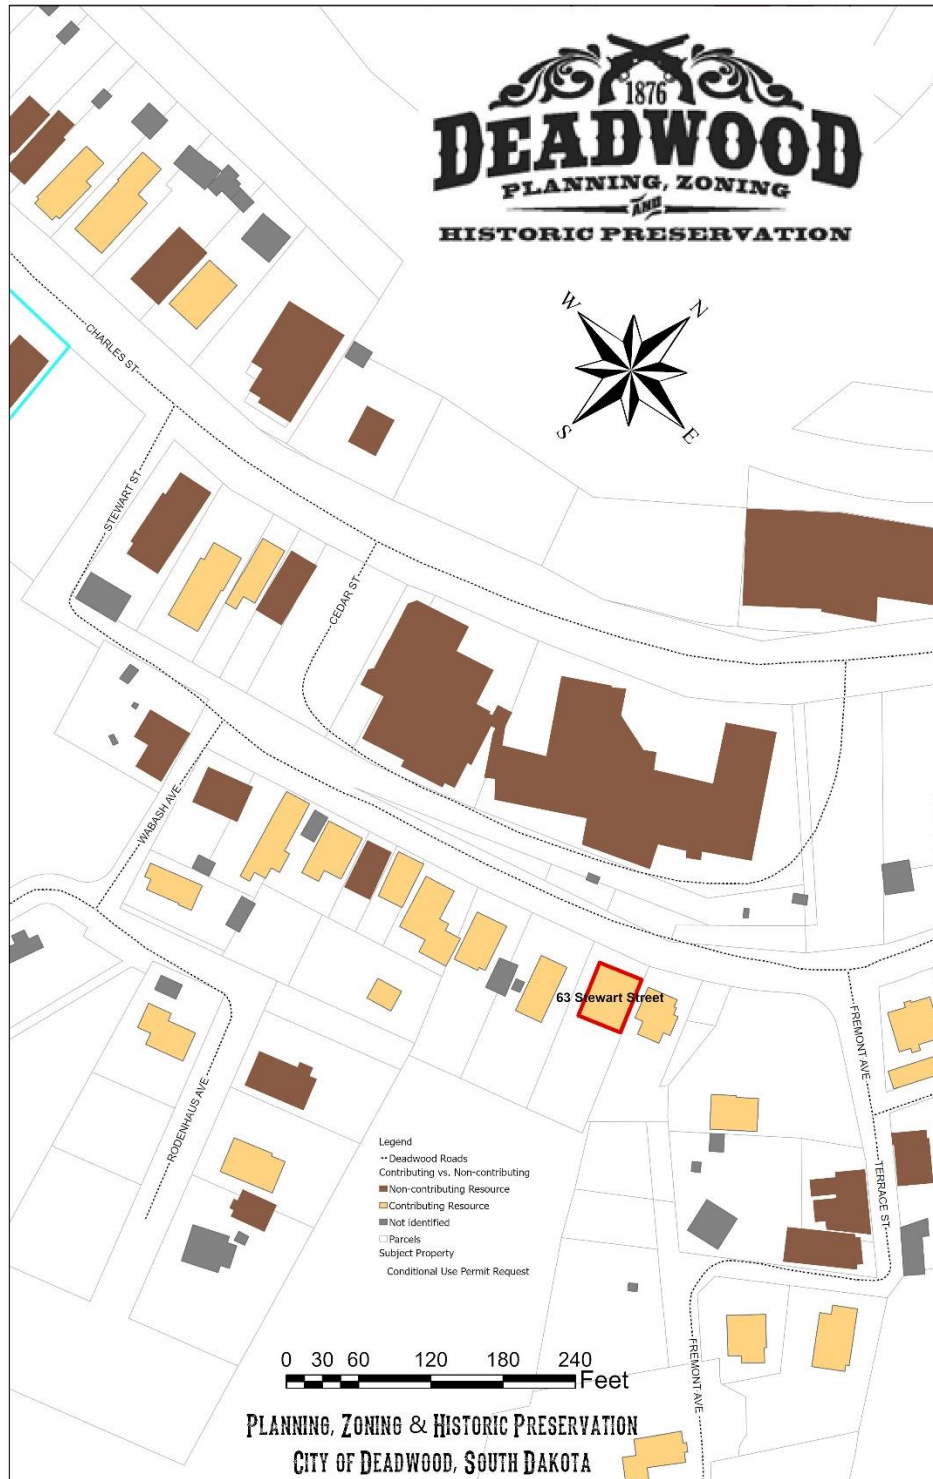 1876
DEADWOOD
PLANNING, ZONING
AND
HISTORIC PRESERVATION
W
N
S
E
CHARLES ST
STEWART ST
CEDAR ST
WABASH AVE
63 Stewart Street
FREMONT AVE
RODENHAUS AVE
TERRACE ST
FREMONT AVE
Legend
Deadwood Roads
Contributing vs. Non-contributing
Non-contributing Resource
Contributing Resource
Not identified
Parcels
Subject Property
Conditional Use Permit Request
0 30 60 120 180 240
Feet
PLANNING, ZONING & HISTORIC PRESERVATION
CITY OF DEADWOOD, SOUTH DAKOTA